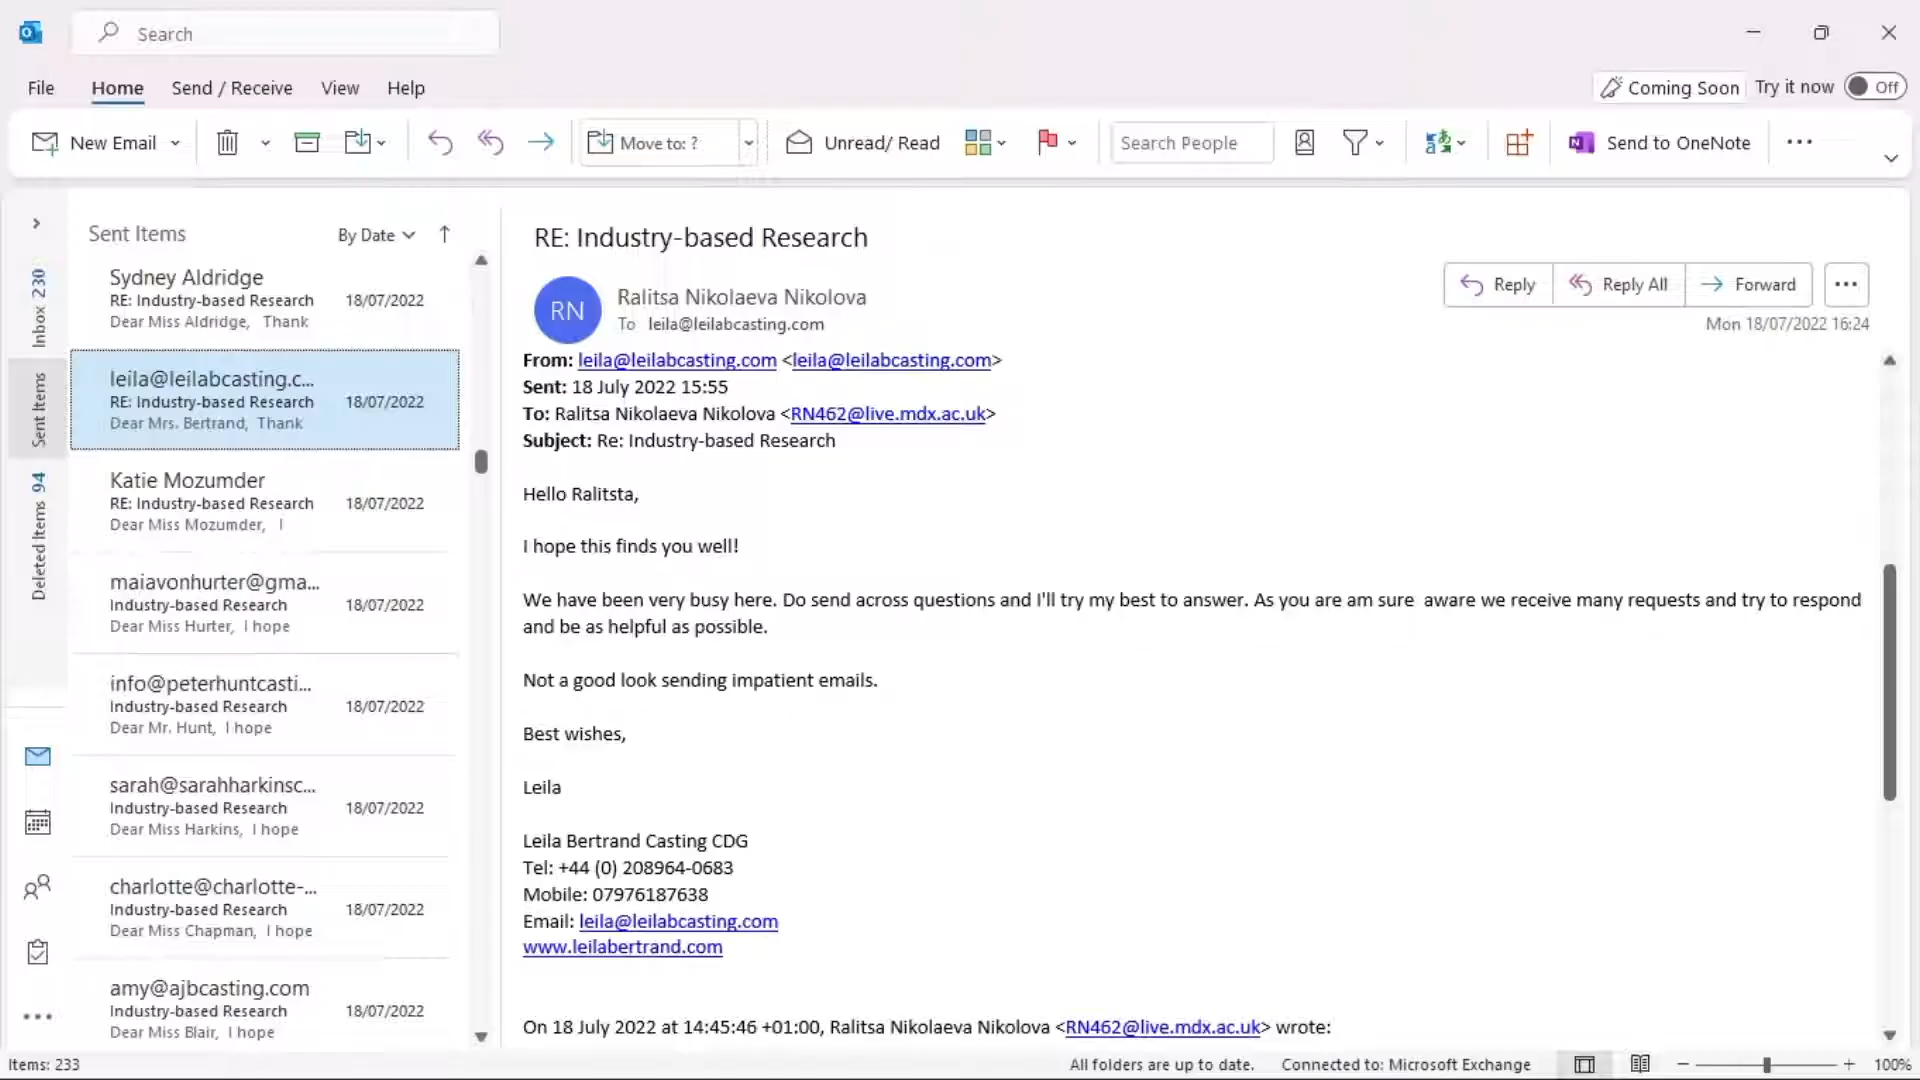 Search
File Home Send / Receive View Help
Coming Soon Try it now Off
New Email Move to: ? Unread/ Read Search People Send to OneNote
Sent Items By Date
Inbox 230
Sent Items
Deleted Items 94
Sydney Aldridge
RE: Industry-based Research 18/07/2022
Dear Miss Aldridge, Thank
leila@leilabcasting.c...
RE: Industry-based Research 18/07/2022
Dear Mrs. Bertrand, Thank
Katie Mozumder
RE: Industry-based Research 18/07/2022
Dear Miss Mozumder, I
maiavonhurter@gma...
Industry-based Research 18/07/2022
Dear Miss Hurter, I hope
info@peterhuntcasti...
Industry-based Research 18/07/2022
Dear Mr. Hunt, I hope
sarah@sarahharkinsc...
Industry-based Research 18/07/2022
Dear Miss Harkins, I hope
charlotte@charlotte-...
Industry-based Research 18/07/2022
Dear Miss Chapman, I hope
amy@ajbcasting.com
Industry-based Research 18/07/2022
Dear Miss Blair, I hope
RE: Industry-based Research
RN
Ralitsa Nikolaeva Nikolova
To leila@leilabcasting.com
Reply Reply All Forward
Mon 18/07/2022 16:24
From: leila@leilabcasting.com <leila@leilabcasting.com>
Sent: 18 July 2022 15:55
To: Ralitsa Nikolaeva Nikolova <RN462@live.mdx.ac.uk>
Subject: Re: Industry-based Research
Hello Ralitsta,
I hope this finds you well!
We have been very busy here. Do send across questions and I'll try my best to answer. As you are am sure  aware we receive many requests and try to respond
and be as helpful as possible.
Not a good look sending impatient emails.
Best wishes,
Leila
Leila Bertrand Casting CDG
Tel: +44 (0) 208964-0683
Mobile: 07976187638
Email: leila@leilabcasting.com
www.leilabertrand.com
On 18 July 2022 at 14:45:46 +01:00, Ralitsa Nikolaeva Nikolova <RN462@live.mdx.ac.uk> wrote:
Items: 233 All folders are up to date. Connected to: Microsoft Exchange 100%